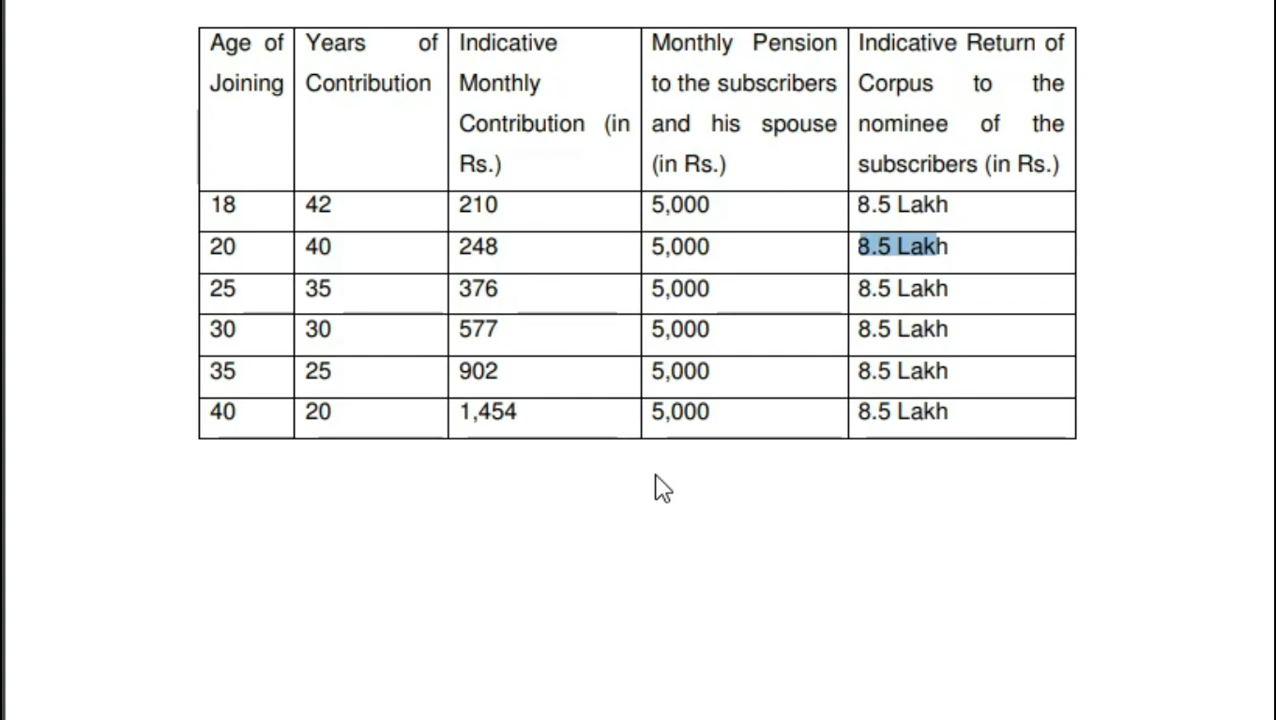 Age of Years of Indicative Monthly Pension Indicative Return of
Joining Contribution Monthly to the subscribers Corpus to the
Contribution (in and his spouse nominee of the
Rs.) (in Rs.) subscribers (in Rs.)
18 42 210 5,000 8.5 Lakh
20 40 248 5,000 8.5 Lakh
25 35 376 5,000 8.5 Lakh
30 30 577 5,000 8.5 Lakh
35 25 902 5,000 8.5 Lakh
40 20 1,454 5,000 8.5 Lakh